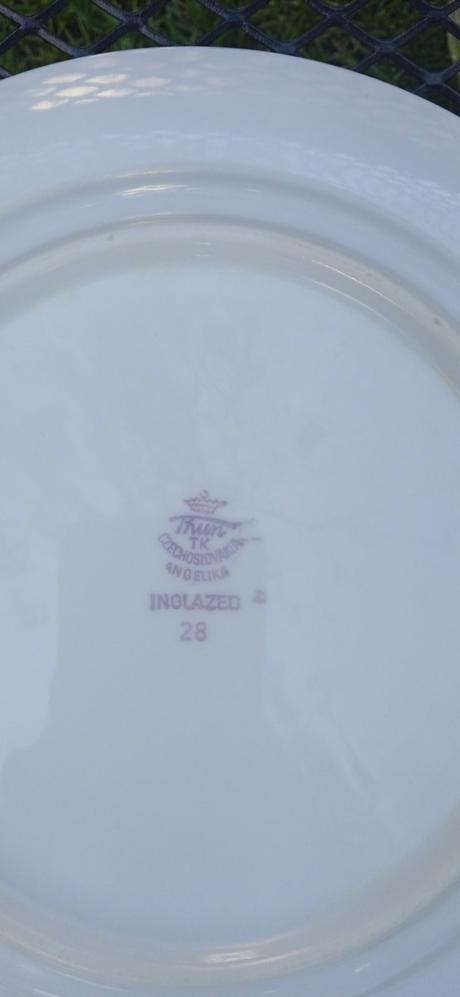 Thun
TK
CZECHOSLOVAKIA
ANGELIKA
INGLAZED
28